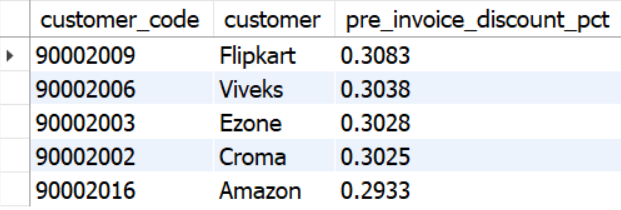 customer_code customer pre_invoice_discount_pct
90002009 Flipkart 0.3083
90002006 Viveks 0.3038
90002003 Ezone 0.3028
90002002 Croma 0.3025
90002016 Amazon 0.2933